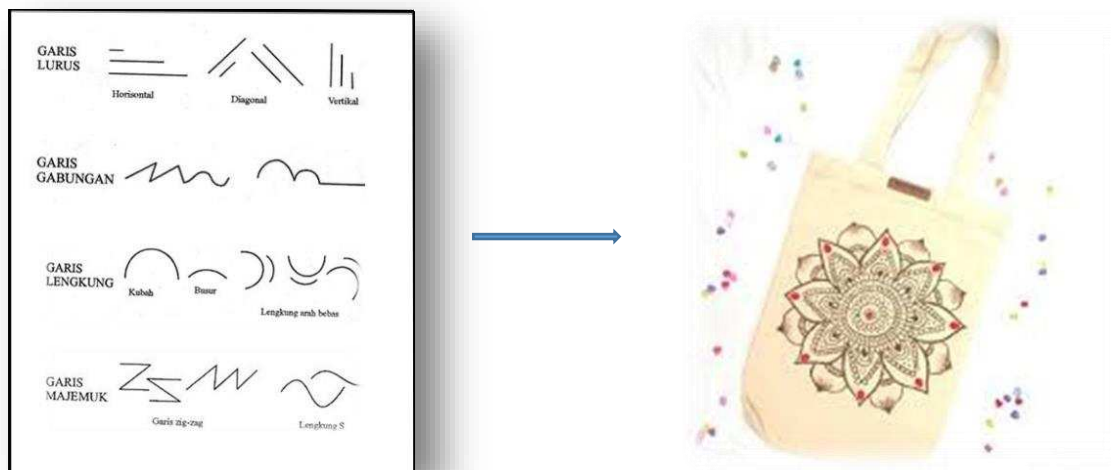 GARIS
LURUS
Horisontal
Diagonal
Vertikal
GARIS
GABUNGAN
GARIS
LENGKUNG
Kubah
Busur
Lengkung arah bebas
GARIS
MAJEMUK
Garis zig-zag
Lengkung S